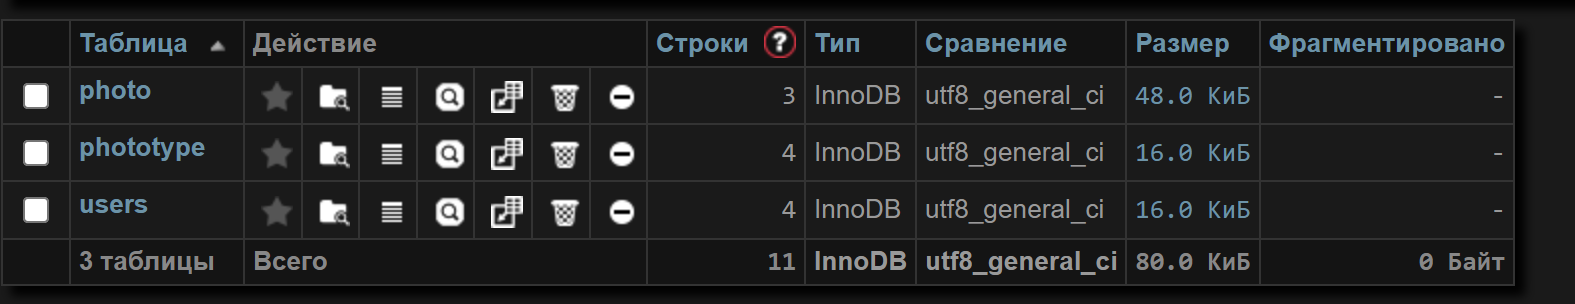 Таблица Действие Строки ? Тип Сравнение Размер Фрагментировано
photo 3 InnoDB utf8_general_ci 48.0 КиБ -
phototype 4 InnoDB utf8_general_ci 16.0 КиБ -
users 4 InnoDB utf8_general_ci 16.0 КиБ -
3 таблицы Всего 11 InnoDB utf8_general_ci 80.0 КиБ 0 Байт